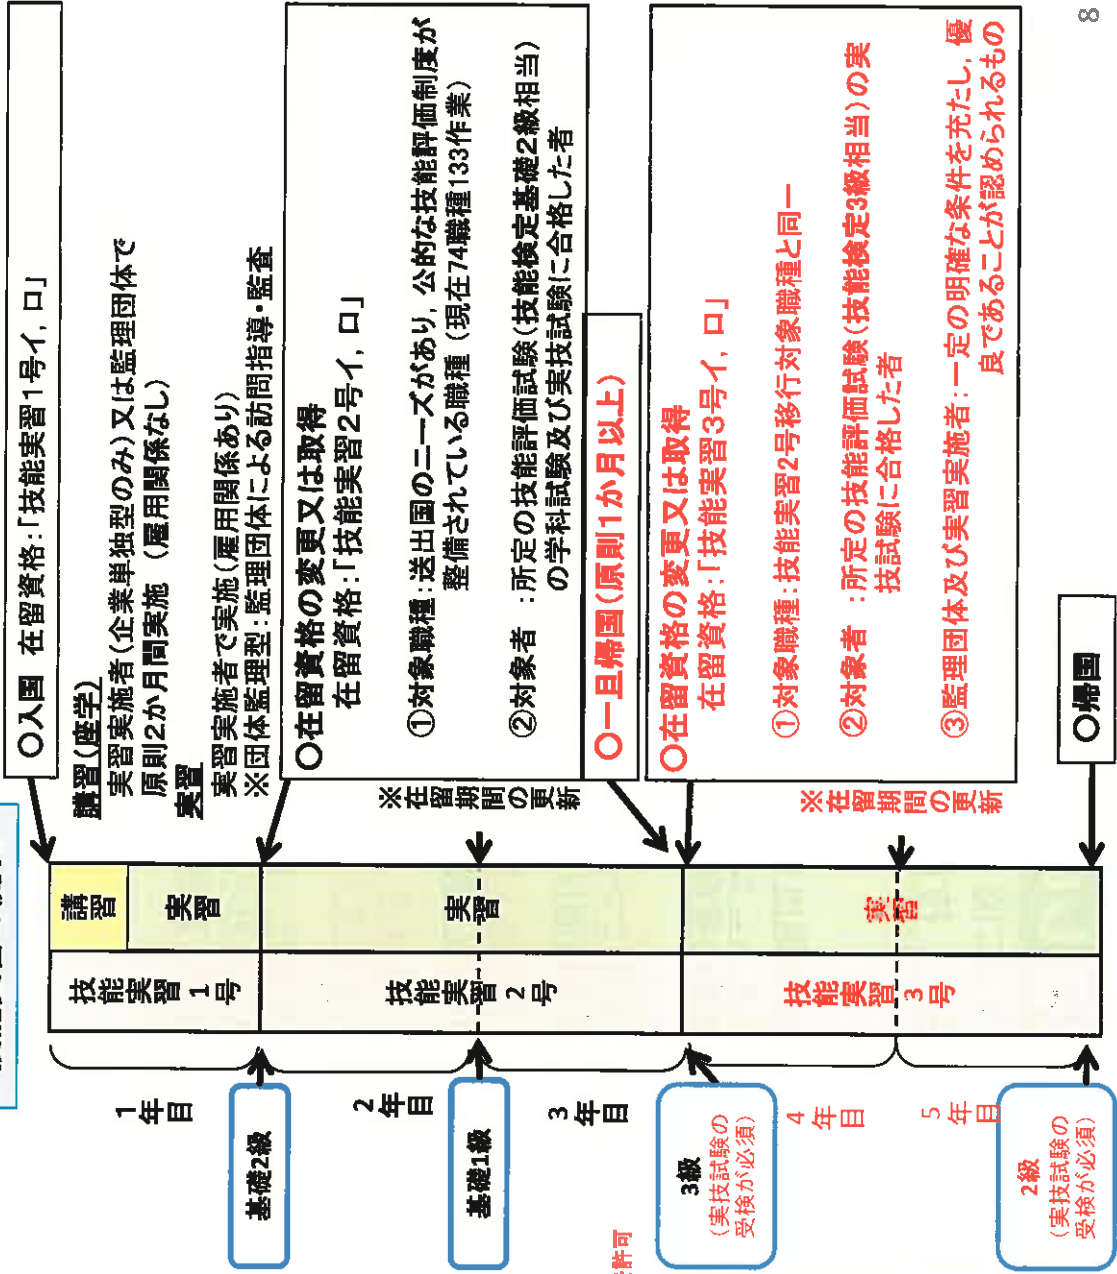 1年目
2年目
3年目
4年目
5年目
基礎2級
基礎1級
3級
(実技試験の
受検が必須)
2級
(実技試験の
受検が必須)
許可
技能実習1号
技能実習2号
技能実習3号
講習
実習
実習
実習
○入国 在留資格:「技能実習1号イ,ロ」
講習(座学)
実習実施者(企業単独型のみ)又は監理団体で
原則2か月間実施 (雇用関係なし)
実習
実習実施者で実施(雇用関係あり)
※団体監理型:監理団体による訪問指導・監査
○在留資格の変更又は取得
在留資格:「技能実習2号イ,ロ」
①対象職種:送出国のニーズがあり,公的な技能評価制度が
整備されている職種(現在74職種133作業)
②対象者 :所定の技能評価試験(技能検定基礎2級相当)
の学科試験及び実技試験に合格した者
※在留期間の更新
○一旦帰国(原則1か月以上)
○在留資格の変更又は取得
在留資格:「技能実習3号イ,ロ」
①対象職種:技能実習2号移行対象職種と同一
②対象者 :所定の技能評価試験(技能検定3級相当)の実
技試験に合格した者
③監理団体及び実習実施者:一定の明確な条件を充たし,優
良であることが認められるもの
※在留期間の更新
○帰国
8